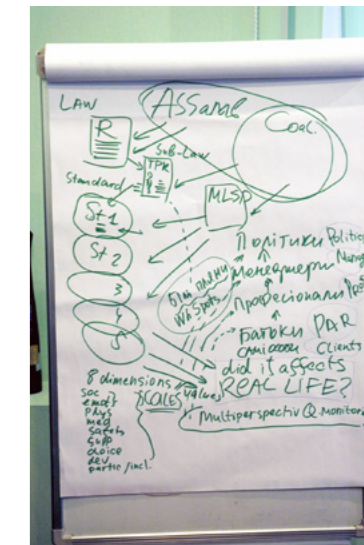 LAW
ASSanal
Coal.
R
Sub-Law
TPK
Standard
MLSP
St 1
St 2
3
4
5
Політики Politic
Менеджери Manag
Професіонали Prof
Батьки PAR
Clients
did it affects
REAL LIFE?
8 dimensions
SCALES values
soc
emot
phys
med
safety
supp
choice
dev
partic/incl.
Multiperspectiv Q-Monitor